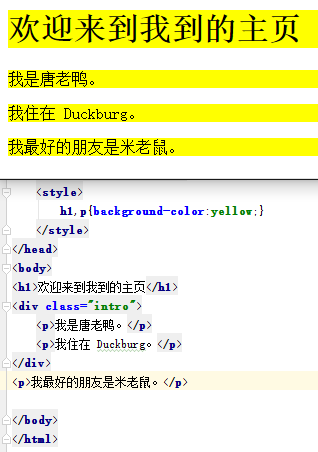 欢迎来到我到的主页
我是唐老鸭。
我住在 Duckburg。
我最好的朋友是米老鼠。
<style>
h1,p{background-color:yellow;}
</style>
</head>
<body>
<h1>欢迎来到我到的主页</h1>
<div class="intro">
<p>我是唐老鸭。</p>
<p>我住在 Duckburg。</p>
</div>
<p>我最好的朋友是米老鼠。</p>
</body>
</html>